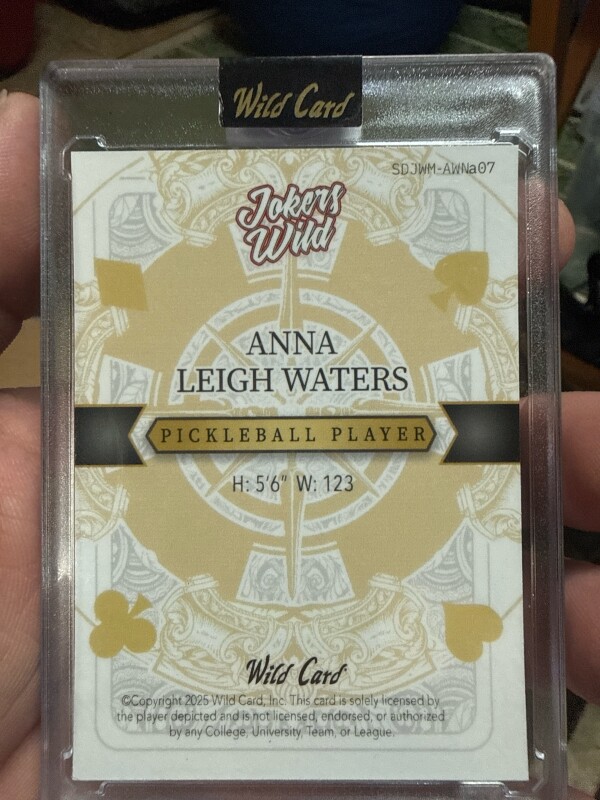 Wild Card
SDJWM-AWNa07
Jokers
Wild
ANNA
LEIGH WATERS
PICKLEBALL PLAYER
H: 5'6" W: 123
Wild Card
©Copyright 2025 Wild Card, Inc. This card is solely licensed by
the player depicted and is not licensed, endorsed, or authorized
by any College, University, Team, or League.